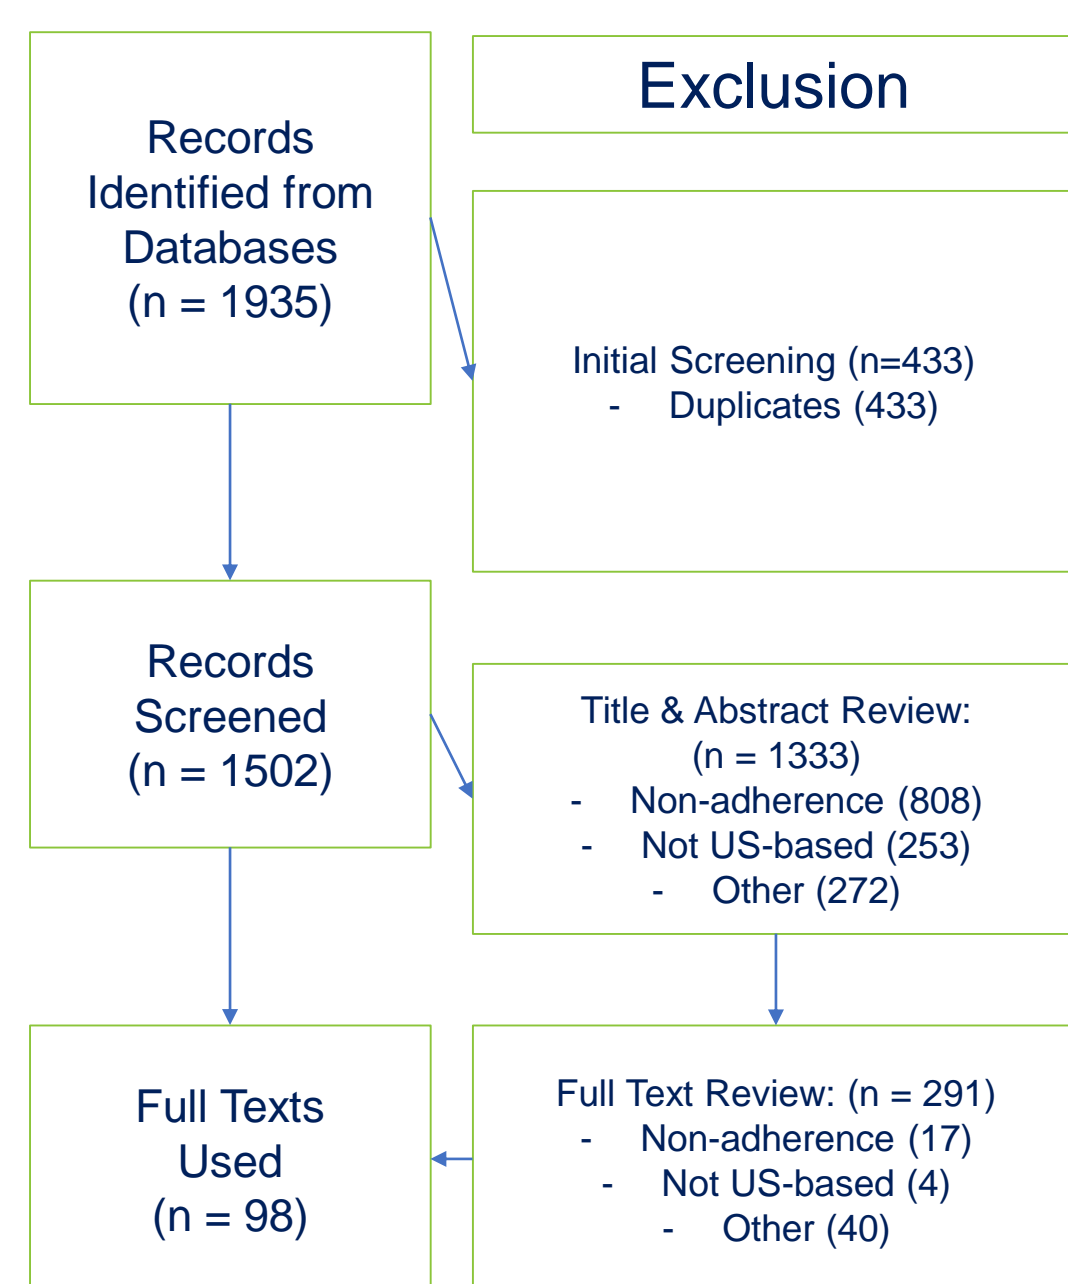 Records
Identified from
Databases
(n = 1935)
Exclusion
Initial Screening (n=433)
- Duplicates (433)
Records
Screened
(n = 1502)
Title & Abstract Review:
(n = 1333)
- Non-adherence (808)
- Not US-based (253)
- Other (272)
Full Texts
Used
(n = 98)
Full Text Review: (n = 291)
- Non-adherence (17)
- Not US-based (4)
- Other (40)